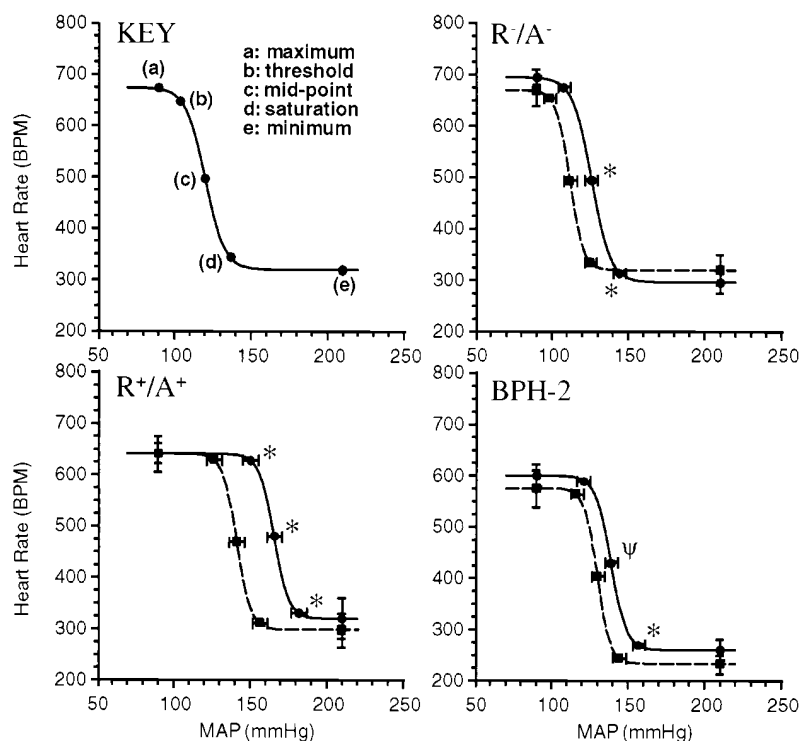 KEY
a: maximum
b: threshold
c: mid-point
d: saturation
e: minimum
(a)
(b)
(c)
(d)
(e)
800
700
600
500
400
300
200
Heart Rate (BPM)
50 100 150 200 250
R⁻/A⁻
800
700
600
500
400
300
200
*
*
50 100 150 200 250
R⁺/A⁺
800
700
600
500
400
300
200
Heart Rate (BPM)
*
*
*
50 100 150 200 250
MAP (mmHg)
BPH-2
800
700
600
500
400
300
200
ψ
*
50 100 150 200 250
MAP (mmHg)